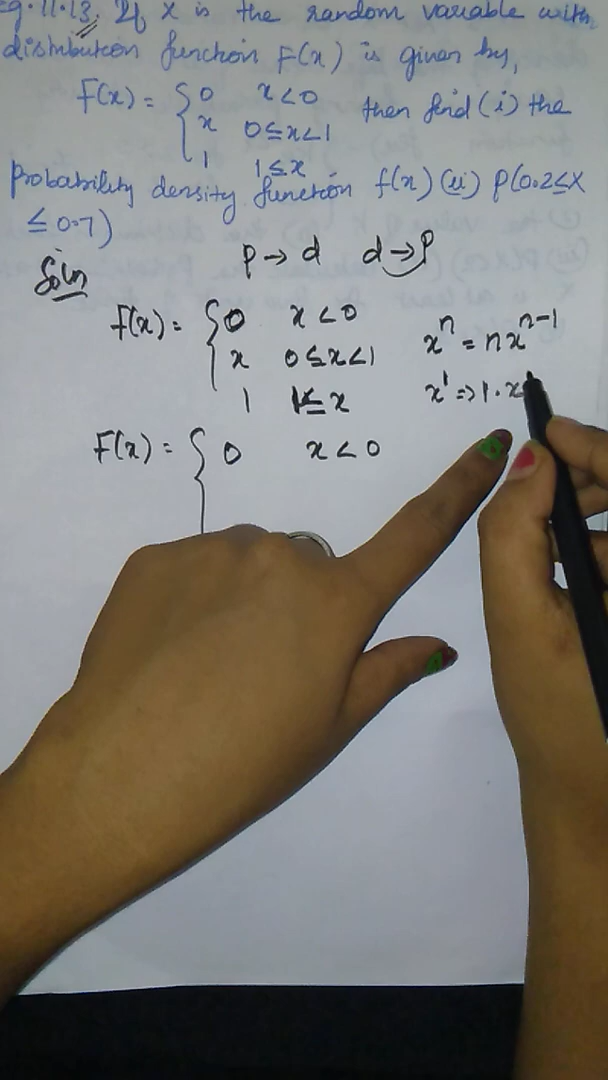 Eg. 11.13. If X is the random variable with
distribution function F(x) is given by,
F(x) = { 0 x < 0
x 0 ≤ x < 1 then find (i) the
1 1 ≤ x
probability density function f(x) (ii) P(0.2 ≤ X
≤ 0.7)
Soln
p → d d → p
f(x) = { 0 x < 0
x 0 ≤ x < 1
1 1 ≤ x
x^n = nx^{n-1}
x^1 => 1. x
F(x) = { 0 x < 0